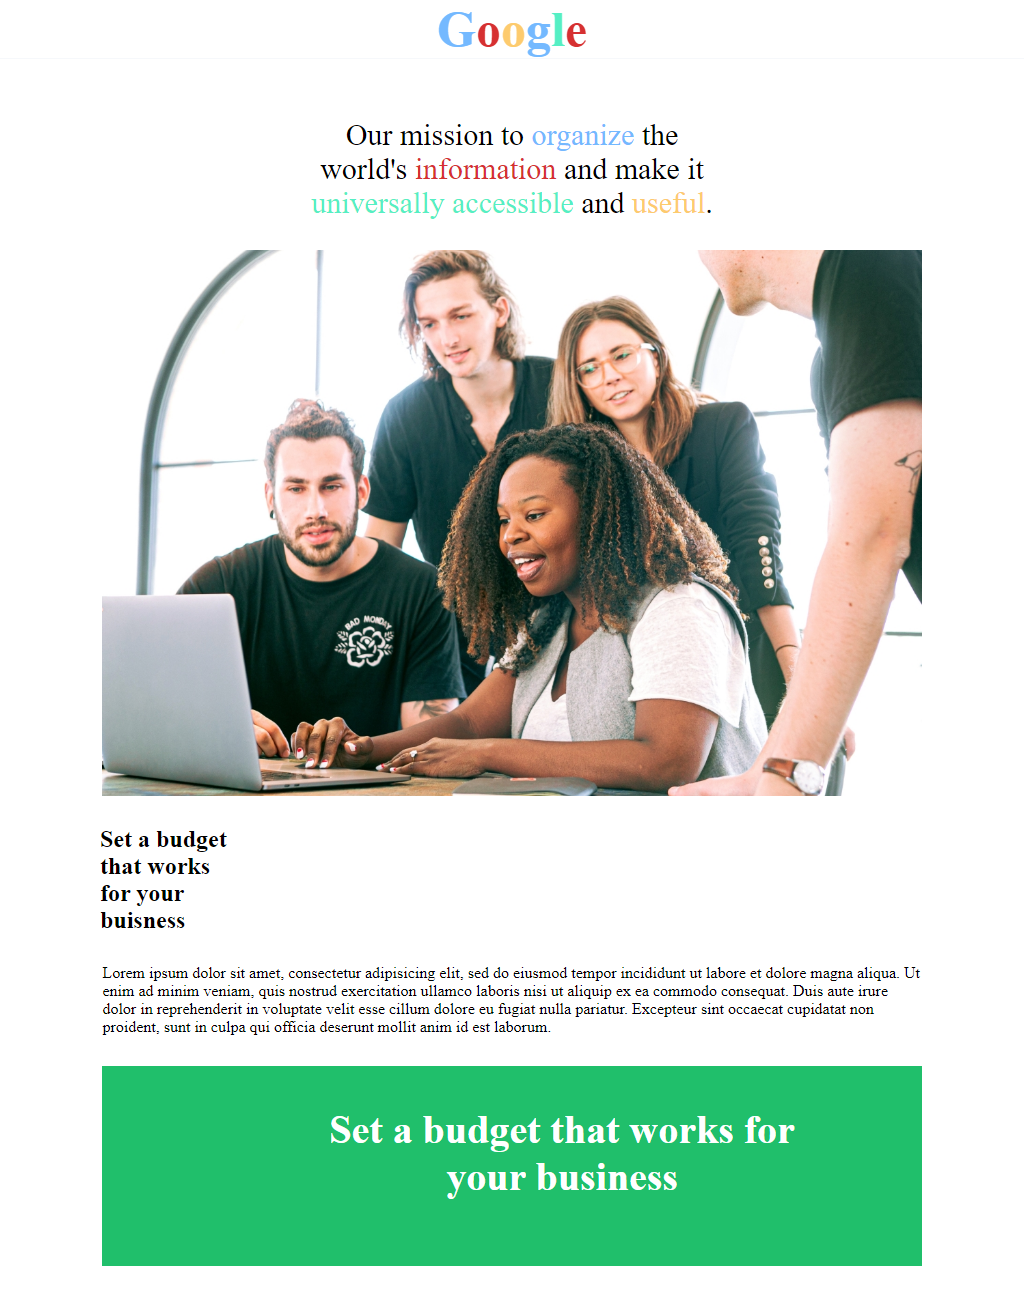 Google
Our mission to organize the
world's information and make it
universally accessible and useful.
BAD MONDAY
Set a budget
that works
for your
buisness
Lorem ipsum dolor sit amet, consectetur adipisicing elit, sed do eiusmod tempor incididunt ut labore et dolore magna aliqua. Ut
enim ad minim veniam, quis nostrud exercitation ullamco laboris nisi ut aliquip ex ea commodo consequat. Duis aute irure
dolor in reprehenderit in voluptate velit esse cillum dolore eu fugiat nulla pariatur. Excepteur sint occaecat cupidatat non
proident, sunt in culpa qui officia deserunt mollit anim id est laborum.
Set a budget that works for
your business